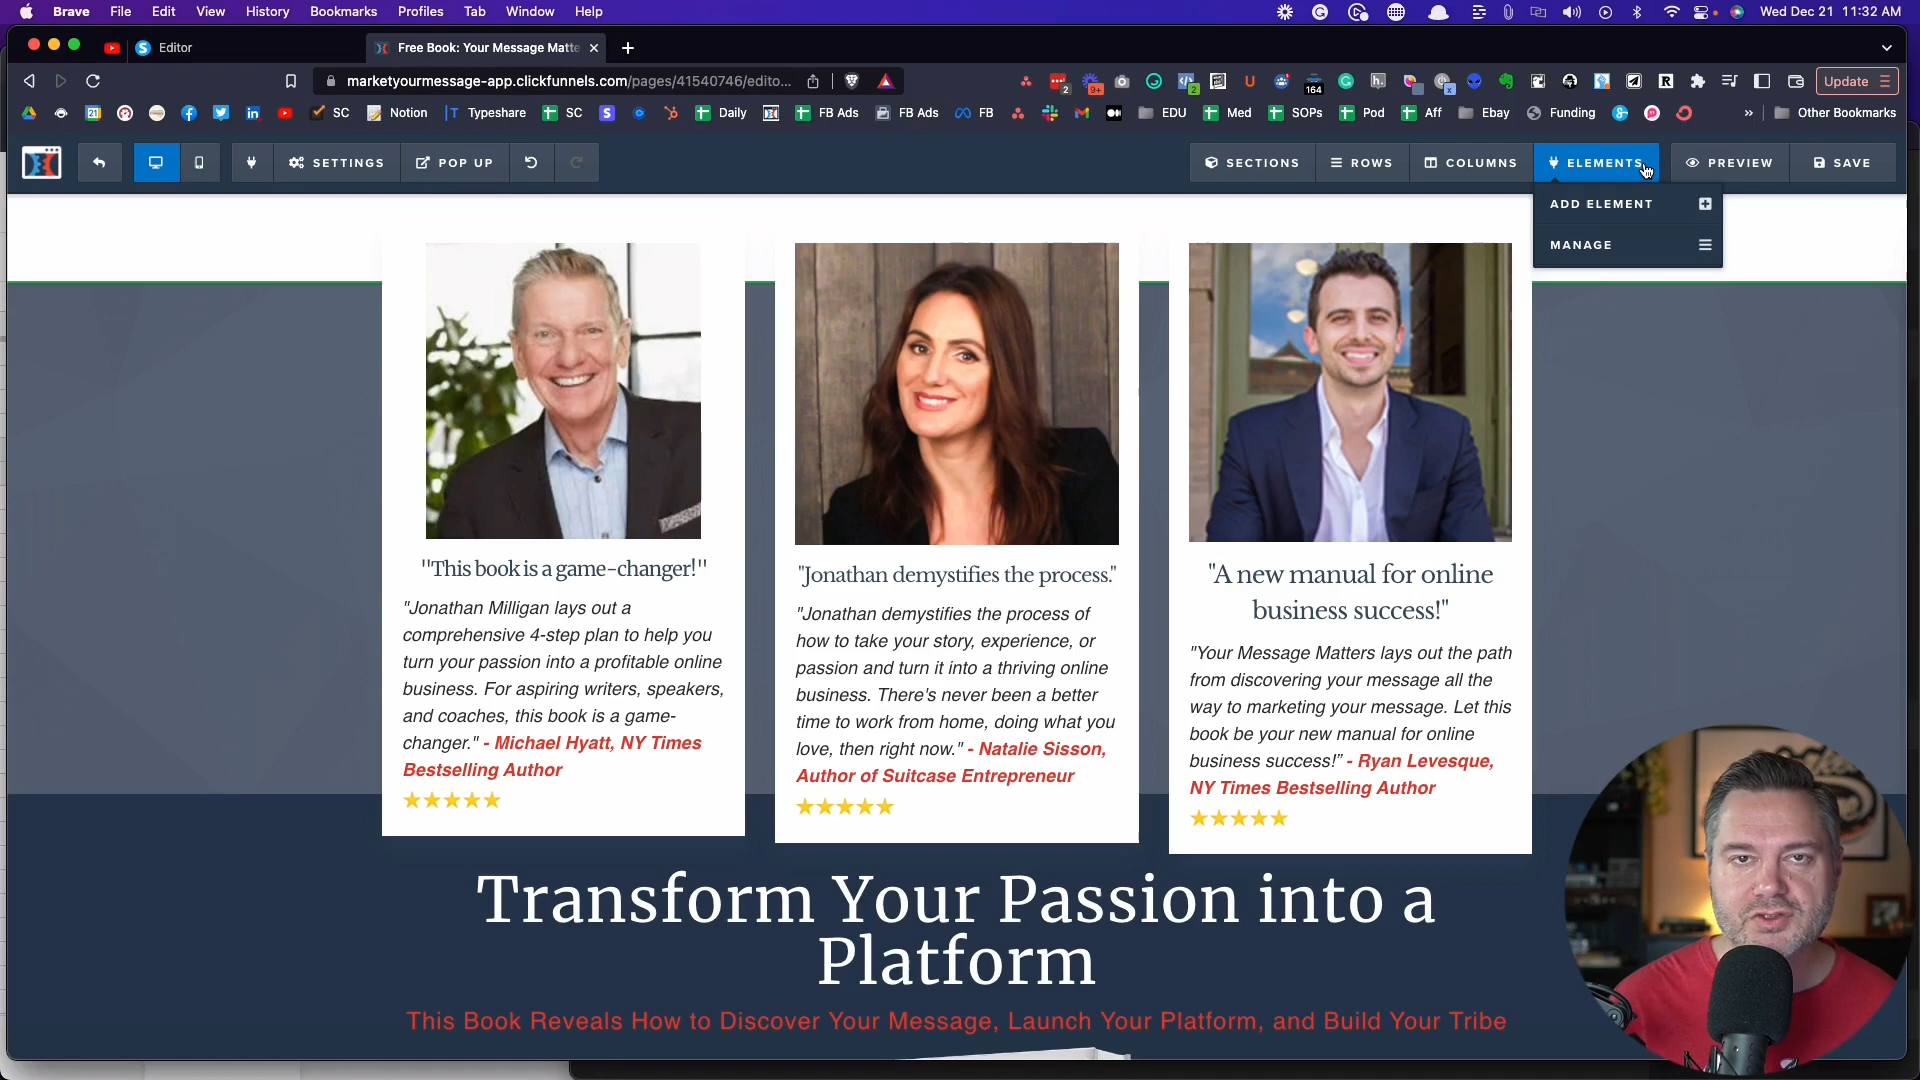 Brave File Edit View History Bookmarks Profiles Tab Window Help
Wed Dec 21 11:32 AM
Editor
Free Book: Your Message Matte
marketyourmessage-app.clickfunnels.com/pages/41540746/edito...
2
9+
2
164
Update
21
SC
Notion
Typeshare
SC
Daily
FB Ads
FB Ads
FB
EDU
Med
SOPs
Pod
Aff
Ebay
Funding
»
Other Bookmarks
SETTINGS
POP UP
SECTIONS
ROWS
COLUMNS
ELEMENTS
PREVIEW
SAVE
ADD ELEMENT
MANAGE
"This book is a game-changer!"
"Jonathan Milligan lays out a
comprehensive 4-step plan to help you
turn your passion into a profitable online
business. For aspiring writers, speakers,
and coaches, this book is a game-
changer." - Michael Hyatt, NY Times
Bestselling Author
★★★★★
"Jonathan demystifies the process."
"Jonathan demystifies the process of
how to take your story, experience, or
passion and turn it into a thriving online
business. There's never been a better
time to work from home, doing what you
love, then right now." - Natalie Sisson,
Author of Suitcase Entrepreneur
★★★★★
"A new manual for online
business success!"
"Your Message Matters lays out the path
from discovering your message all the
way to marketing your message. Let this
book be your new manual for online
business success!” - Ryan Levesque,
NY Times Bestselling Author
★★★★★
Transform Your Passion into a
Platform
This Book Reveals How to Discover Your Message, Launch Your Platform, and Build Your Tribe